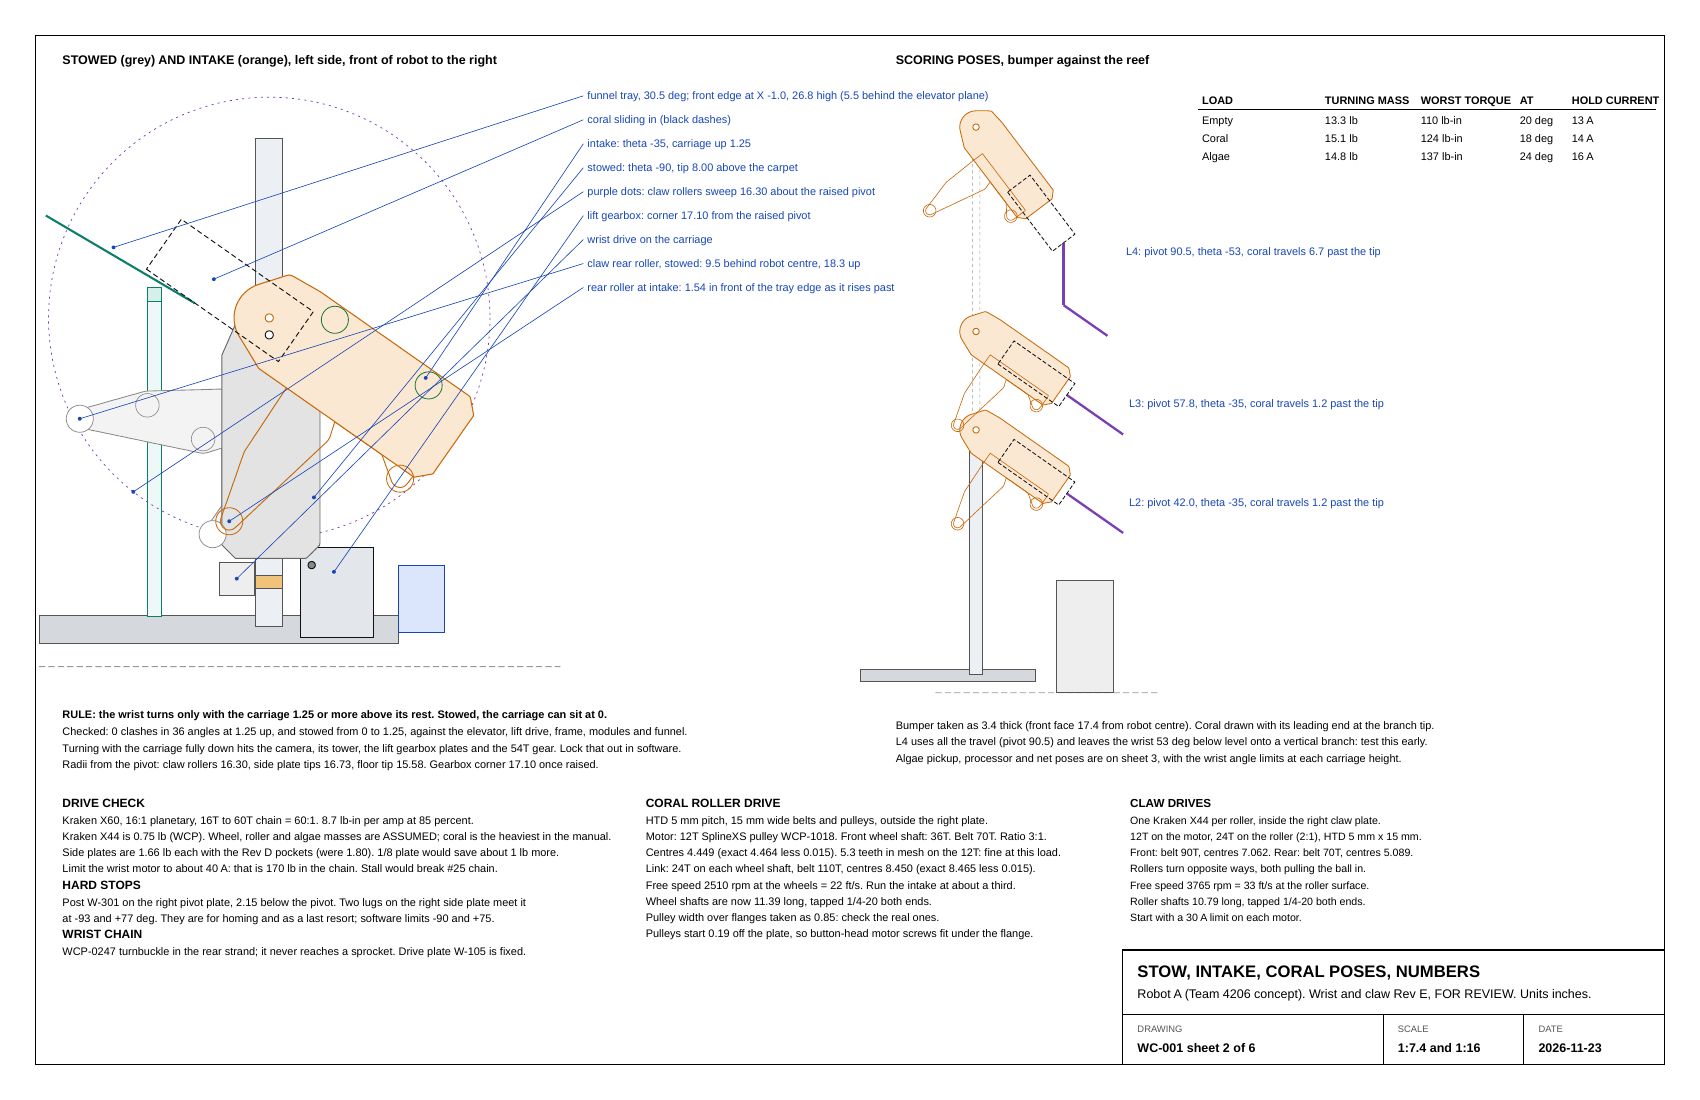 STOWED (grey) AND INTAKE (orange), left side, front of robot to the right
funnel tray, 30.5 deg; front edge at X -1.0, 26.8 high (5.5 behind the elevator plane)
coral sliding in (black dashes)
intake: theta -35, carriage up 1.25
stowed: theta -90, tip 8.00 above the carpet
purple dots: claw rollers sweep 16.30 about the raised pivot
lift gearbox: corner 17.10 from the raised pivot
wrist drive on the carriage
claw rear roller, stowed: 9.5 behind robot centre, 18.3 up
rear roller at intake: 1.54 in front of the tray edge as it rises past
SCORING POSES, bumper against the reef
LOAD TURNING MASS WORST TORQUE AT HOLD CURRENT
Empty 13.3 lb 110 lb-in 20 deg 13 A
Coral 15.1 lb 124 lb-in 18 deg 14 A
Algae 14.8 lb 137 lb-in 24 deg 16 A
L4: pivot 90.5, theta -53, coral travels 6.7 past the tip
L3: pivot 57.8, theta -35, coral travels 1.2 past the tip
L2: pivot 42.0, theta -35, coral travels 1.2 past the tip
RULE: the wrist turns only with the carriage 1.25 or more above its rest. Stowed, the carriage can sit at 0.
Checked: 0 clashes in 36 angles at 1.25 up, and stowed from 0 to 1.25, against the elevator, lift drive, frame, modules and funnel.
Turning with the carriage fully down hits the camera, its tower, the lift gearbox plates and the 54T gear. Lock that out in software.
Radii from the pivot: claw rollers 16.30, side plate tips 16.73, floor tip 15.58. Gearbox corner 17.10 once raised.
Bumper taken as 3.4 thick (front face 17.4 from robot centre). Coral drawn with its leading end at the branch tip.
L4 uses all the travel (pivot 90.5) and leaves the wrist 53 deg below level onto a vertical branch: test this early.
Algae pickup, processor and net poses are on sheet 3, with the wrist angle limits at each carriage height.
DRIVE CHECK
Kraken X60, 16:1 planetary, 16T to 60T chain = 60:1. 8.7 lb-in per amp at 85 percent.
Kraken X44 is 0.75 lb (WCP). Wheel, roller and algae masses are ASSUMED; coral is the heaviest in the manual.
Side plates are 1.66 lb each with the Rev D pockets (were 1.80). 1/8 plate would save about 1 lb more.
Limit the wrist motor to about 40 A: that is 170 lb in the chain. Stall would break #25 chain.
HARD STOPS
Post W-301 on the right pivot plate, 2.15 below the pivot. Two lugs on the right side plate meet it
at -93 and +77 deg. They are for homing and as a last resort; software limits -90 and +75.
WRIST CHAIN
WCP-0247 turnbuckle in the rear strand; it never reaches a sprocket. Drive plate W-105 is fixed.
CORAL ROLLER DRIVE
HTD 5 mm pitch, 15 mm wide belts and pulleys, outside the right plate.
Motor: 12T SplineXS pulley WCP-1018. Front wheel shaft: 36T. Belt 70T. Ratio 3:1.
Centres 4.449 (exact 4.464 less 0.015). 5.3 teeth in mesh on the 12T: fine at this load.
Link: 24T on each wheel shaft, belt 110T, centres 8.450 (exact 8.465 less 0.015).
Free speed 2510 rpm at the wheels = 22 ft/s. Run the intake at about a third.
Wheel shafts are now 11.39 long, tapped 1/4-20 both ends.
Pulley width over flanges taken as 0.85: check the real ones.
Pulleys start 0.19 off the plate, so button-head motor screws fit under the flange.
CLAW DRIVES
One Kraken X44 per roller, inside the right claw plate.
12T on the motor, 24T on the roller (2:1), HTD 5 mm x 15 mm.
Front: belt 90T, centres 7.062. Rear: belt 70T, centres 5.089.
Rollers turn opposite ways, both pulling the ball in.
Free speed 3765 rpm = 33 ft/s at the roller surface.
Roller shafts 10.79 long, tapped 1/4-20 both ends.
Start with a 30 A limit on each motor.
STOW, INTAKE, CORAL POSES, NUMBERS
Robot A (Team 4206 concept). Wrist and claw Rev E, FOR REVIEW. Units inches.
DRAWING SCALE DATE
WC-001 sheet 2 of 6 1:7.4 and 1:16 2026-11-23